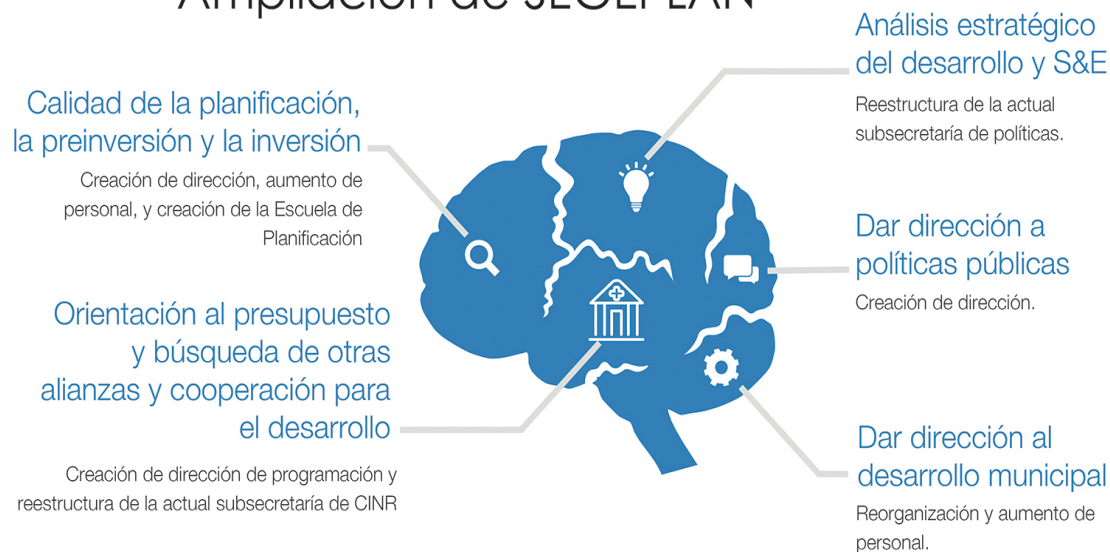 Ampliación de SEGEPLAN
Calidad de la planificación,
la preinversión y la inversión
Creación de dirección, aumento de
personal, y creación de la Escuela de
Planificación
Orientación al presupuesto
y búsqueda de otras
alianzas y cooperación para
el desarrollo
Creación de dirección de programación y
reestructura de la actual subsecretaría de CINR
Análisis estratégico
del desarrollo y S&E
Reestructura de la actual
subsecretaría de políticas.
Dar dirección a
políticas públicas
Creación de dirección.
Dar dirección al
desarrollo municipal
Reorganización y aumento de
personal.